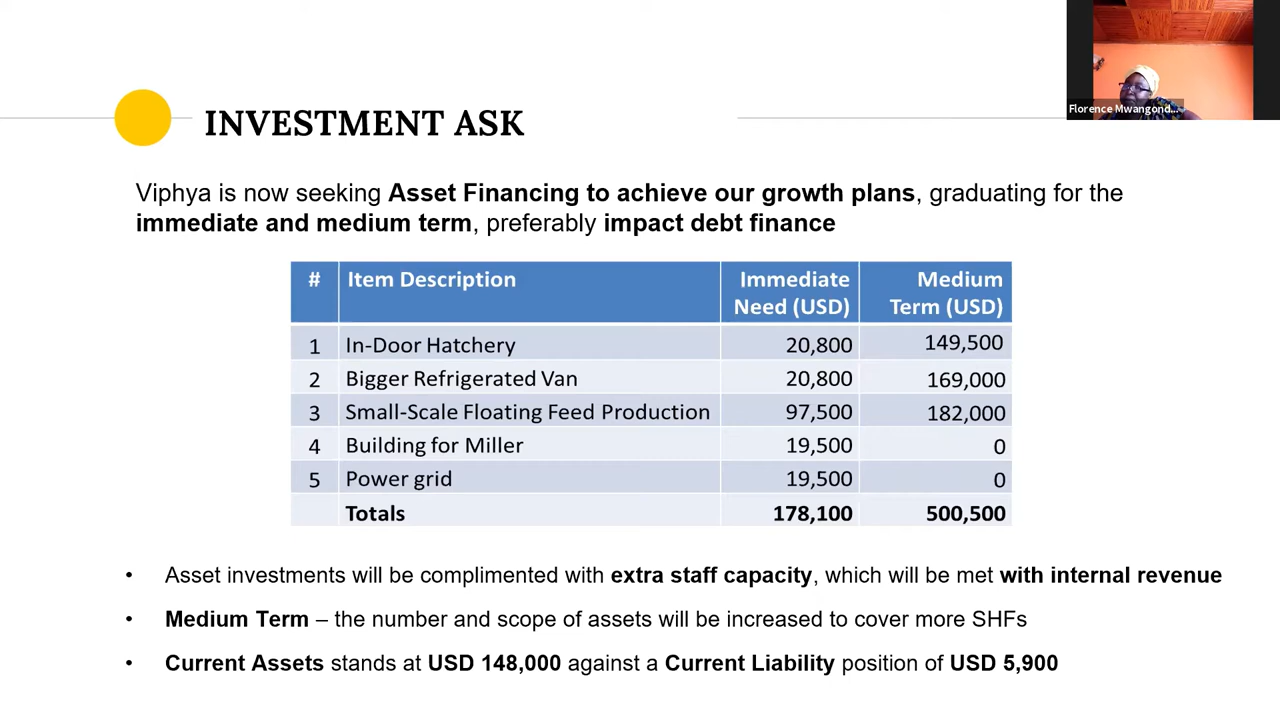 Florence Mwangond...
INVESTMENT ASK
Viphya is now seeking Asset Financing to achieve our growth plans, graduating for the
immediate and medium term, preferably impact debt finance
# Item Description Immediate Need (USD) Medium Term (USD)
1 In-Door Hatchery 20,800 149,500
2 Bigger Refrigerated Van 20,800 169,000
3 Small-Scale Floating Feed Production 97,500 182,000
4 Building for Miller 19,500 0
5 Power grid 19,500 0
Totals 178,100 500,500
• Asset investments will be complimented with extra staff capacity, which will be met with internal revenue
• Medium Term – the number and scope of assets will be increased to cover more SHFs
• Current Assets stands at USD 148,000 against a Current Liability position of USD 5,900